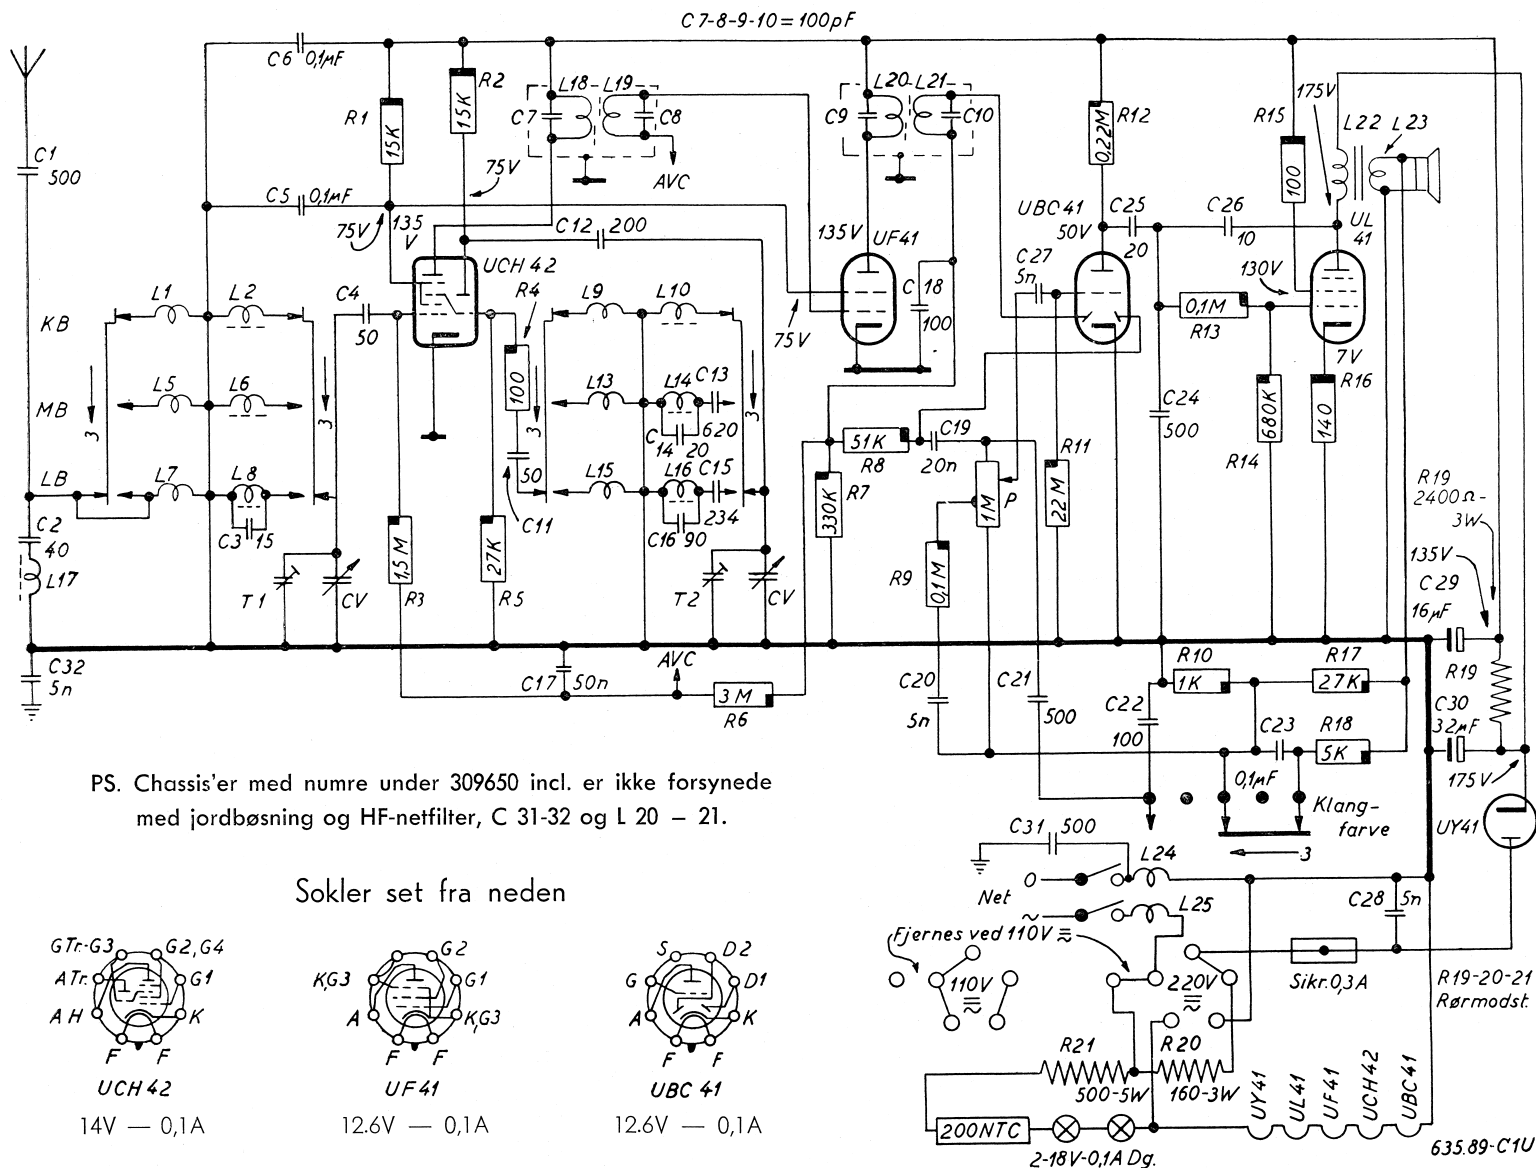 C7-8-9-10=100pF
C6 0,1µF
R1
15K
R2
15K
L18 L19
C7
C8
AVC
L20 L21
C9
C10
R12
0,22M
R15
100
175V
L22 L23
C1
500
C5 0,1µF
75V
135
V
75V
C12 200
UCH 42
135V
UF41
UBC 41
50V
C25
20
C26
10
UL
41
C27
5n
130V
L1
L2
C4
50
R4
100
L9
L10
C 18
100
75V
KB
0,1M
R13
7V
R16
140
L5
L6
MB
3
3
L13
L14 C13
620
C
14 20
3
3
C24
500
680K
R14
L7
L8
LB
C3 15
50
C11
L15
L16 C15
234
C16 90
51K
R8
C19
20n
R7
330K
1M
P
R11
22M
R19
2400Ω-
3W
C2
40
L17
T1
CV
1,5M
R3
27K
R5
T2
CV
R9
0,1M
135V
C29
16µF
C32
5n
C17 50n
AVC
3M
R6
C20
5n
C21
500
C22
100
R10
1K
R17
27K
R19
C30
32µF
C23
0,1µF
R18
5K
175V
UY41
Klang-
farve
3
PS. Chassis'er med numre under 309650 incl. er ikke forsynede
med jordbøsning og HF-netfilter, C 31-32 og L 20 – 21.
C31 500
L24
O
Net
~
L25
C28 5n
Fjernes ved 110V
110V
220V
Sikr.0,3A
R19-20-21
Rørmodst.
R21
500-5W
R20
160-3W
200NTC
2-18V-0,1A Dg.
UY41
UL41
UF41
UCH42
UBC41
635.89-C1U
Sokler set fra neden
GTr.-G3
G2,G4
ATr.
G1
AH
K
F
F
UCH 42
14V — 0,1A
G2
K,G3
G1
A
K,G3
F
F
UF41
12.6V — 0,1A
S
D2
G
D1
A
K
F
F
UBC 41
12.6V — 0,1A